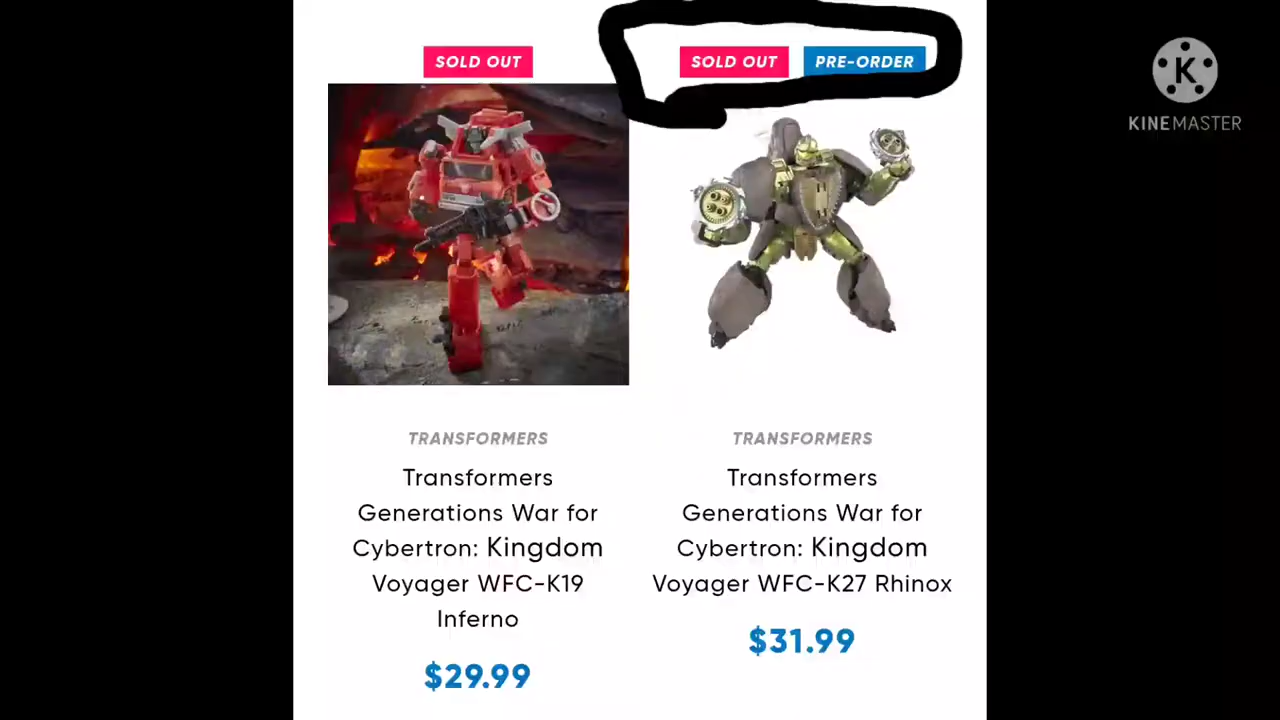 SOLD OUT
SOLD OUT PRE-ORDER
K
KINEMASTER
TRANSFORMERS
Transformers
Generations War for
Cybertron: Kingdom
Voyager WFC-K19
Inferno
$29.99
TRANSFORMERS
Transformers
Generations War for
Cybertron: Kingdom
Voyager WFC-K27 Rhinox
$31.99